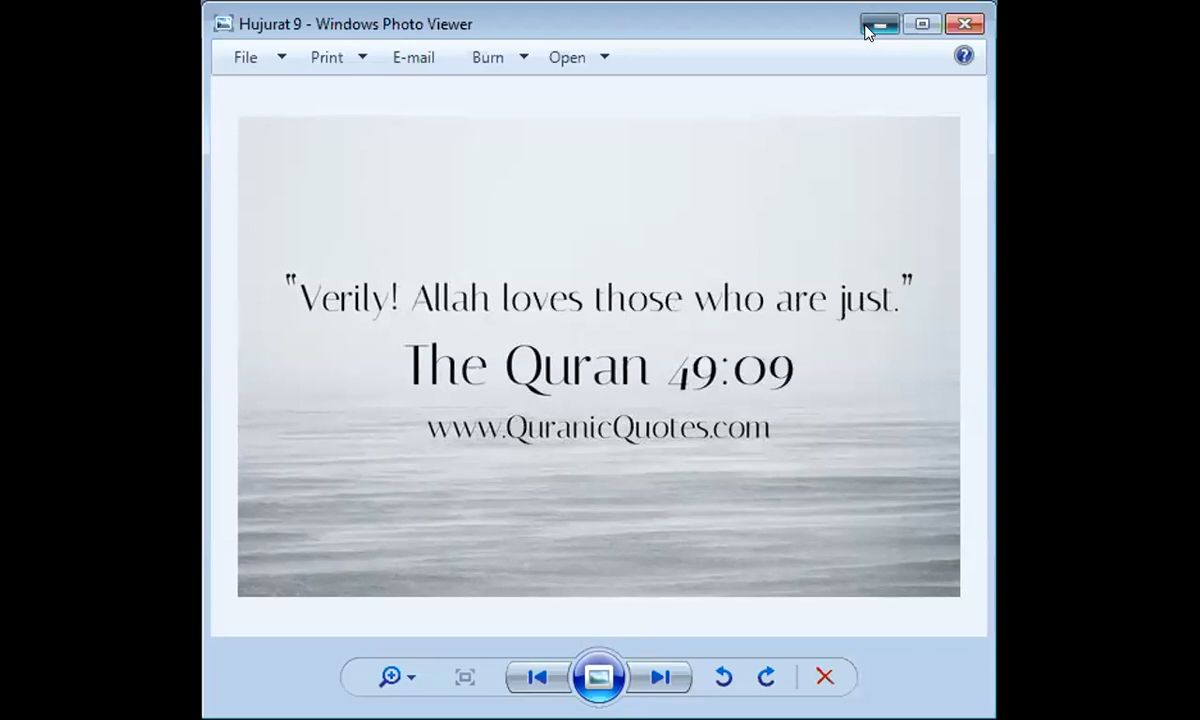 Hujurat 9 - Windows Photo Viewer
File Print E-mail Burn Open
"Verily! Allah loves those who are just."
The Quran 49:09
www.QuranicQuotes.com